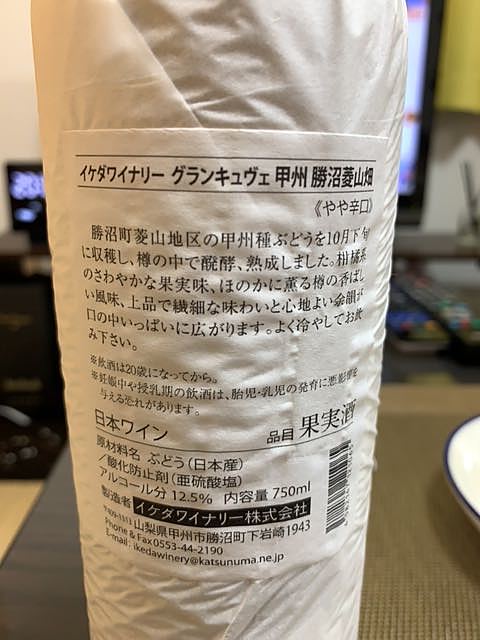 イケダワイナリー グランキュヴェ 甲州 勝沼菱山畑
《やや辛口》
勝沼町菱山地区の甲州種ぶどうを10月下旬
に収穫し、樽の中で醗酵、熟成しました。柑橘系
のさわやかな果実味、ほのかに薫る樽の香ばし
い風味、上品で繊細な味わいと心地よい余韻が
口の中いっぱいに広がります。よく冷やしてお飲
み下さい。
※飲酒は20歳になってから。
※妊娠中や授乳期の飲酒は、胎児・乳児の発育に悪影響を
与える恐れがあります。
日本ワイン 品目 果実酒
原材料名 ぶどう(日本産)
/酸化防止剤(亜硫酸塩)
アルコール分 12.5% 内容量 750ml
製造者 イケダワイナリー株式会社
〒409-1313 山梨県甲州市勝沼町下岩崎1943
Phone & Fax 0553-44-2190
E-mail: ikedawinery@katsunuma.ne.jp